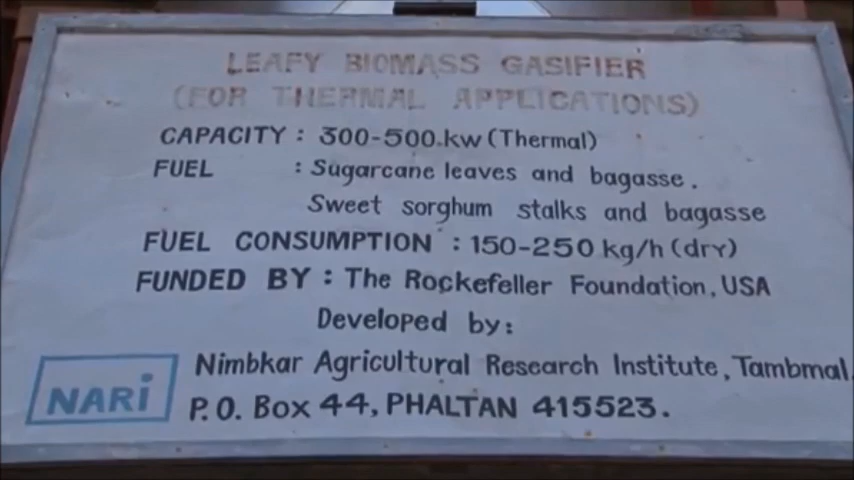 LEAFY BIOMASS GASIFIER
(FOR THERMAL APPLICATIONS)
CAPACITY : 300-500.kw (Thermal)
FUEL : Sugarcane leaves and bagasse.
Sweet sorghum stalks and bagasse
FUEL CONSUMPTION : 150-250 kg/h (dry)
FUNDED BY : The Rockefeller Foundation, USA
Developed by:
NARi
Nimbkar Agricultural Research Institute, Tambmal,
P.O. Box 44, PHALTAN 415523.